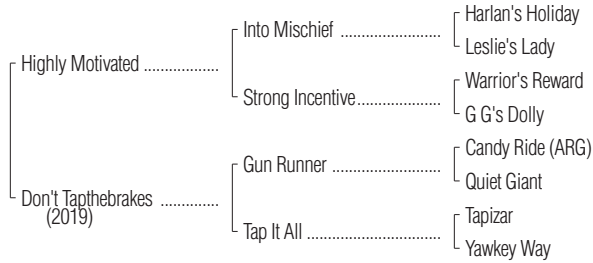 Harlan's Holiday
Into Mischief ........................
Leslie's Lady
Highly Motivated ..................
Warrior's Reward
Strong Incentive....................
G G's Dolly
Candy Ride (ARG)
Gun Runner ..........................
Quiet Giant
Don't Tapthebrakes ..............
(2019)
Tapizar
Tap It All ................................
Yawkey Way